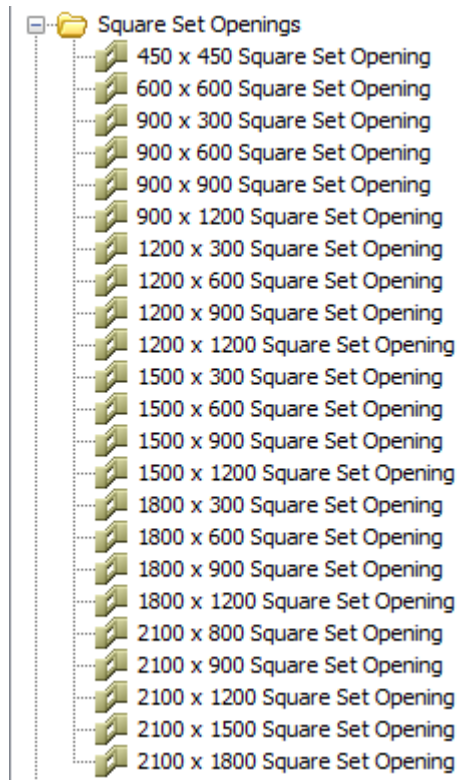 Square Set Openings
450 x 450 Square Set Opening
600 x 600 Square Set Opening
900 x 300 Square Set Opening
900 x 600 Square Set Opening
900 x 900 Square Set Opening
900 x 1200 Square Set Opening
1200 x 300 Square Set Opening
1200 x 600 Square Set Opening
1200 x 900 Square Set Opening
1200 x 1200 Square Set Opening
1500 x 300 Square Set Opening
1500 x 600 Square Set Opening
1500 x 900 Square Set Opening
1500 x 1200 Square Set Opening
1800 x 300 Square Set Opening
1800 x 600 Square Set Opening
1800 x 900 Square Set Opening
1800 x 1200 Square Set Opening
2100 x 800 Square Set Opening
2100 x 900 Square Set Opening
2100 x 1200 Square Set Opening
2100 x 1500 Square Set Opening
2100 x 1800 Square Set Opening